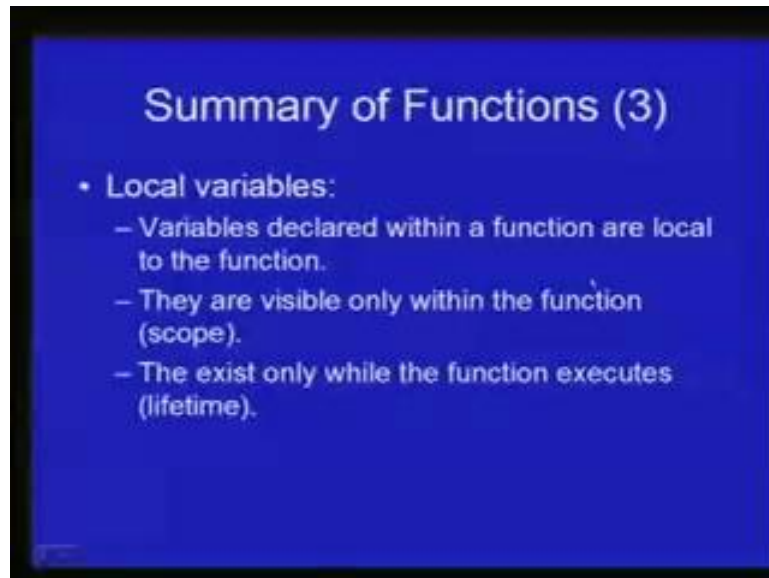 Summary of Functions (3)
• Local variables:
– Variables declared within a function are local
to the function.
– They are visible only within the function
(scope).
– The exist only while the function executes
(lifetime).